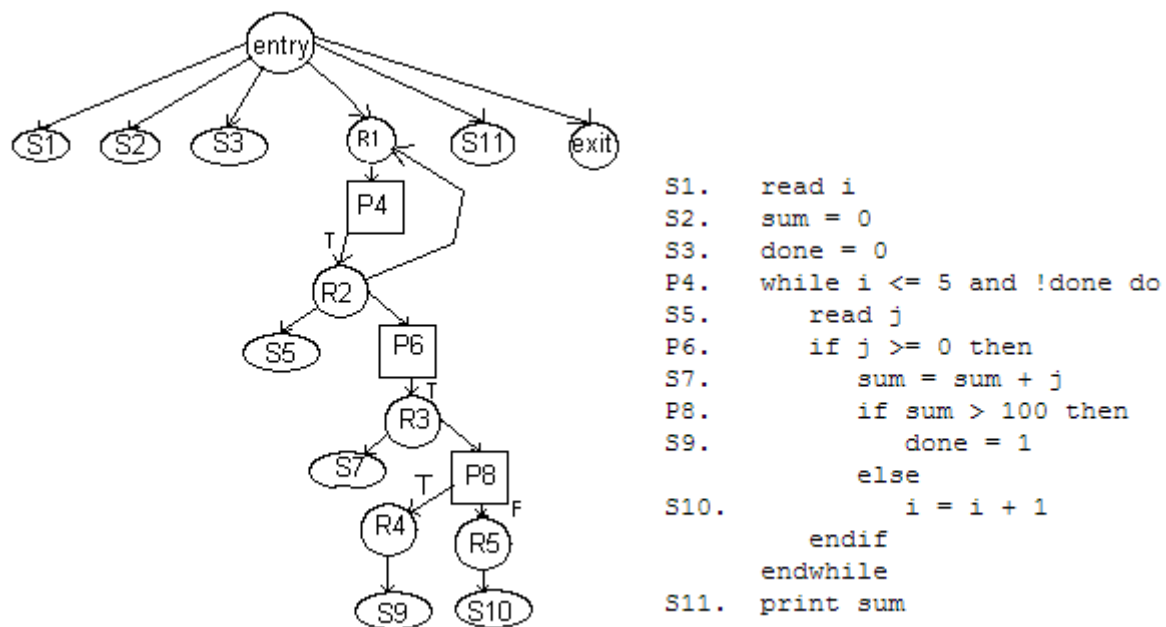 entry
S1 S2 S3 R1 S11 exit
P4
T
R2
S5 P6
T
R3
S7 P8
T F
R4 R5
S9 S10
S1. read i
S2. sum = 0
S3. done = 0
P4. while i <= 5 and !done do
S5. read j
P6. if j >= 0 then
S7. sum = sum + j
P8. if sum > 100 then
S9. done = 1
else
S10. i = i + 1
endif
endwhile
S11. print sum